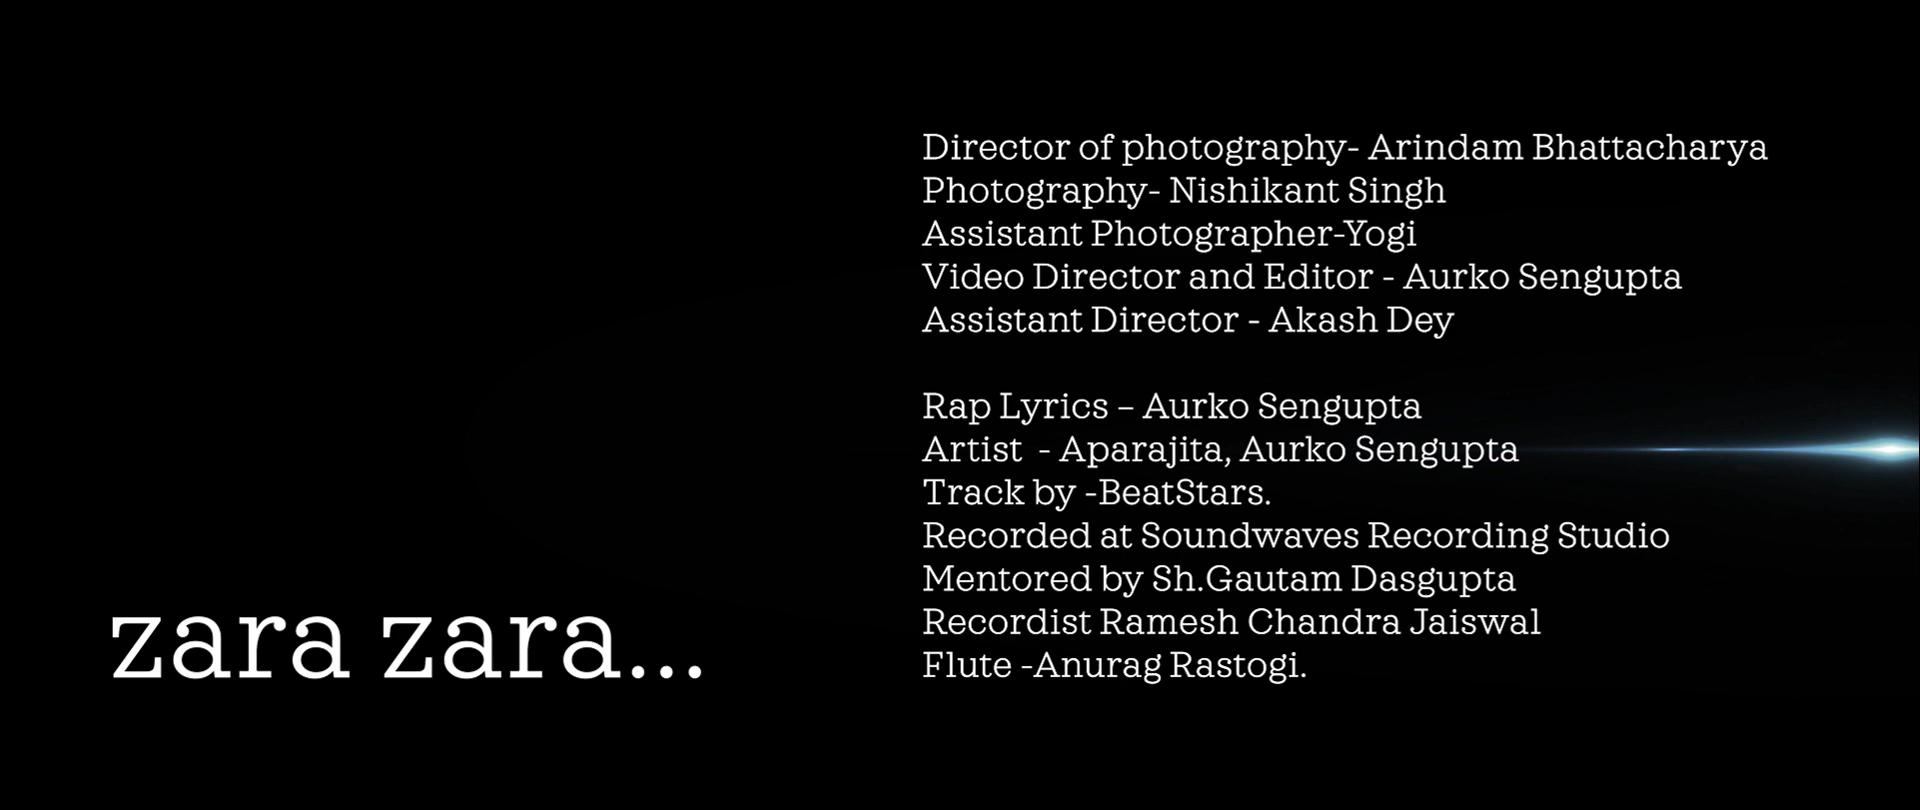 Director of photography- Arindam Bhattacharya
Photography- Nishikant Singh
Assistant Photographer-Yogi
Video Director and Editor - Aurko Sengupta
Assistant Director - Akash Dey
Rap Lyrics – Aurko Sengupta
Artist  - Aparajita, Aurko Sengupta
Track by -BeatStars.
Recorded at Soundwaves Recording Studio
Mentored by Sh.Gautam Dasgupta
Recordist Ramesh Chandra Jaiswal
Flute -Anurag Rastogi.
zara zara...